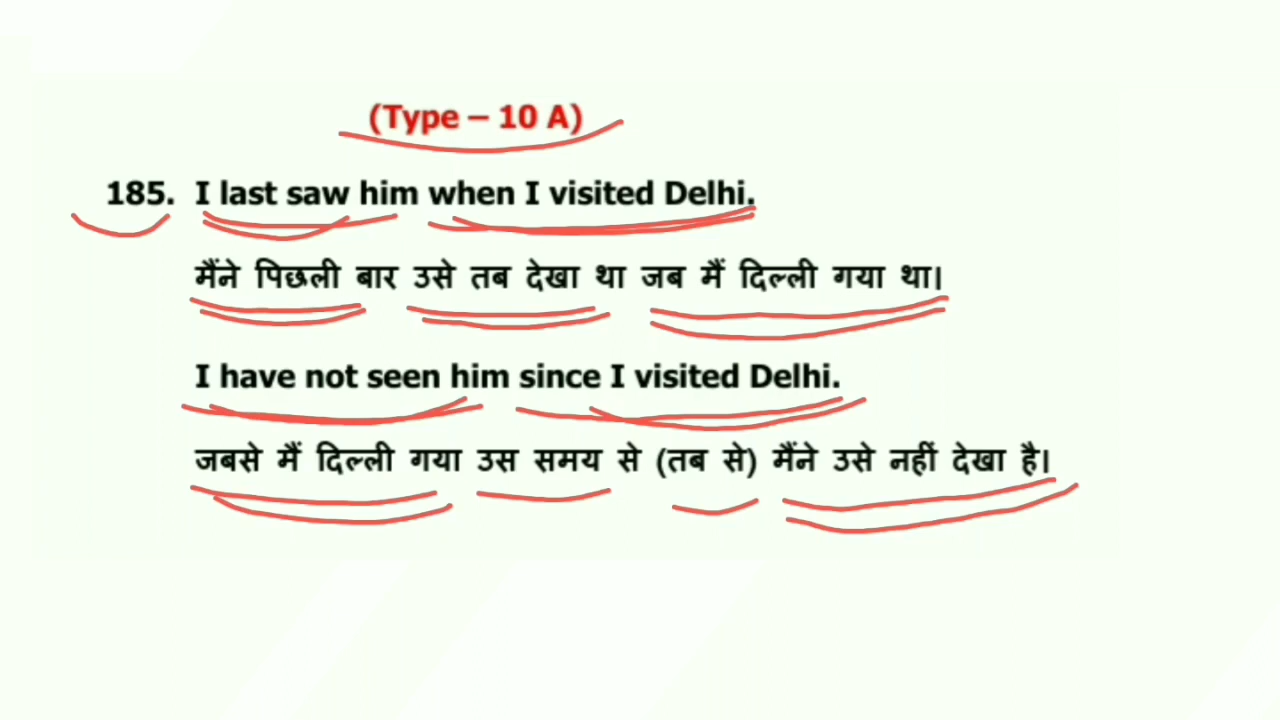 (Type – 10 A)
185. I last saw him when I visited Delhi.
मैंने पिछली बार उसे तब देखा था जब मैं दिल्ली गया था।
I have not seen him since I visited Delhi.
जबसे मैं दिल्ली गया उस समय से (तब से) मैंने उसे नहीं देखा है।